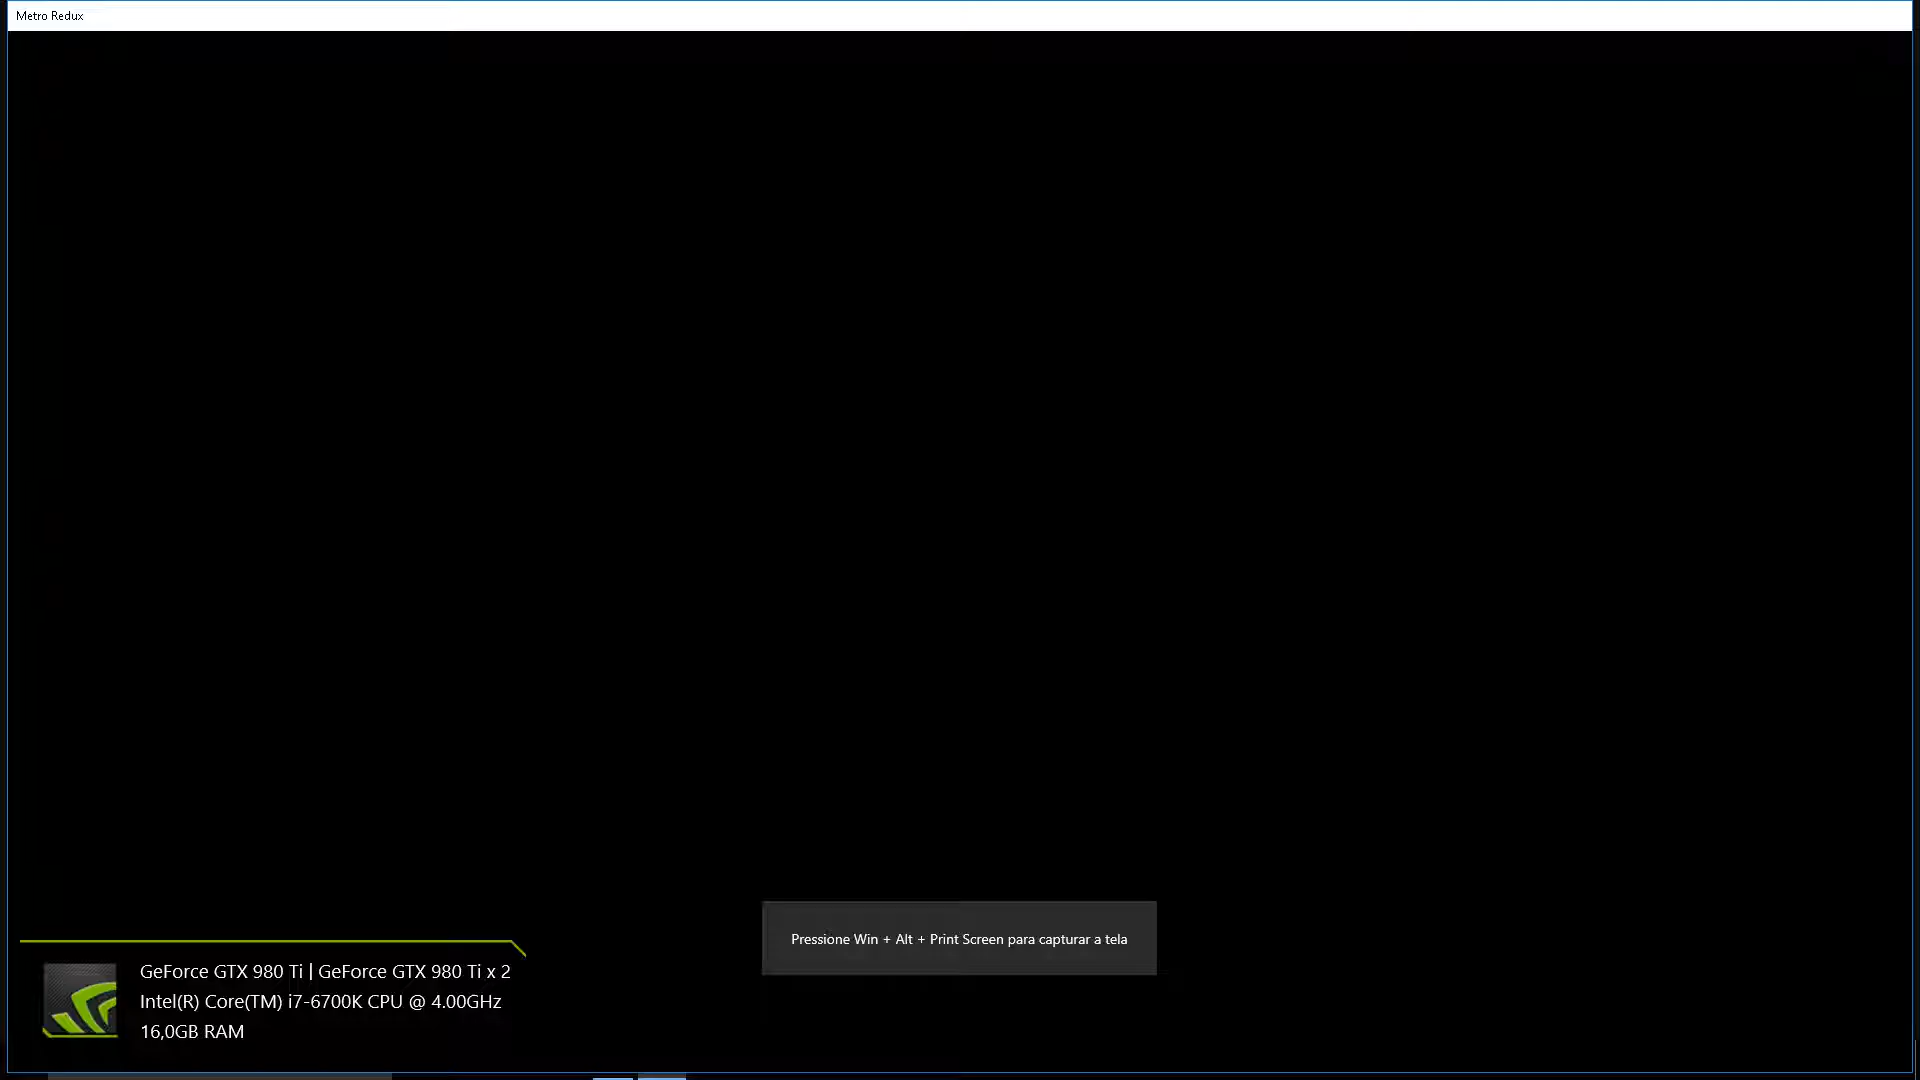 Metro Redux
Pressione Win + Alt + Print Screen para capturar a tela
GeForce GTX 980 Ti | GeForce GTX 980 Ti x 2
Intel(R) Core(TM) i7-6700K CPU @ 4.00GHz
16,0GB RAM